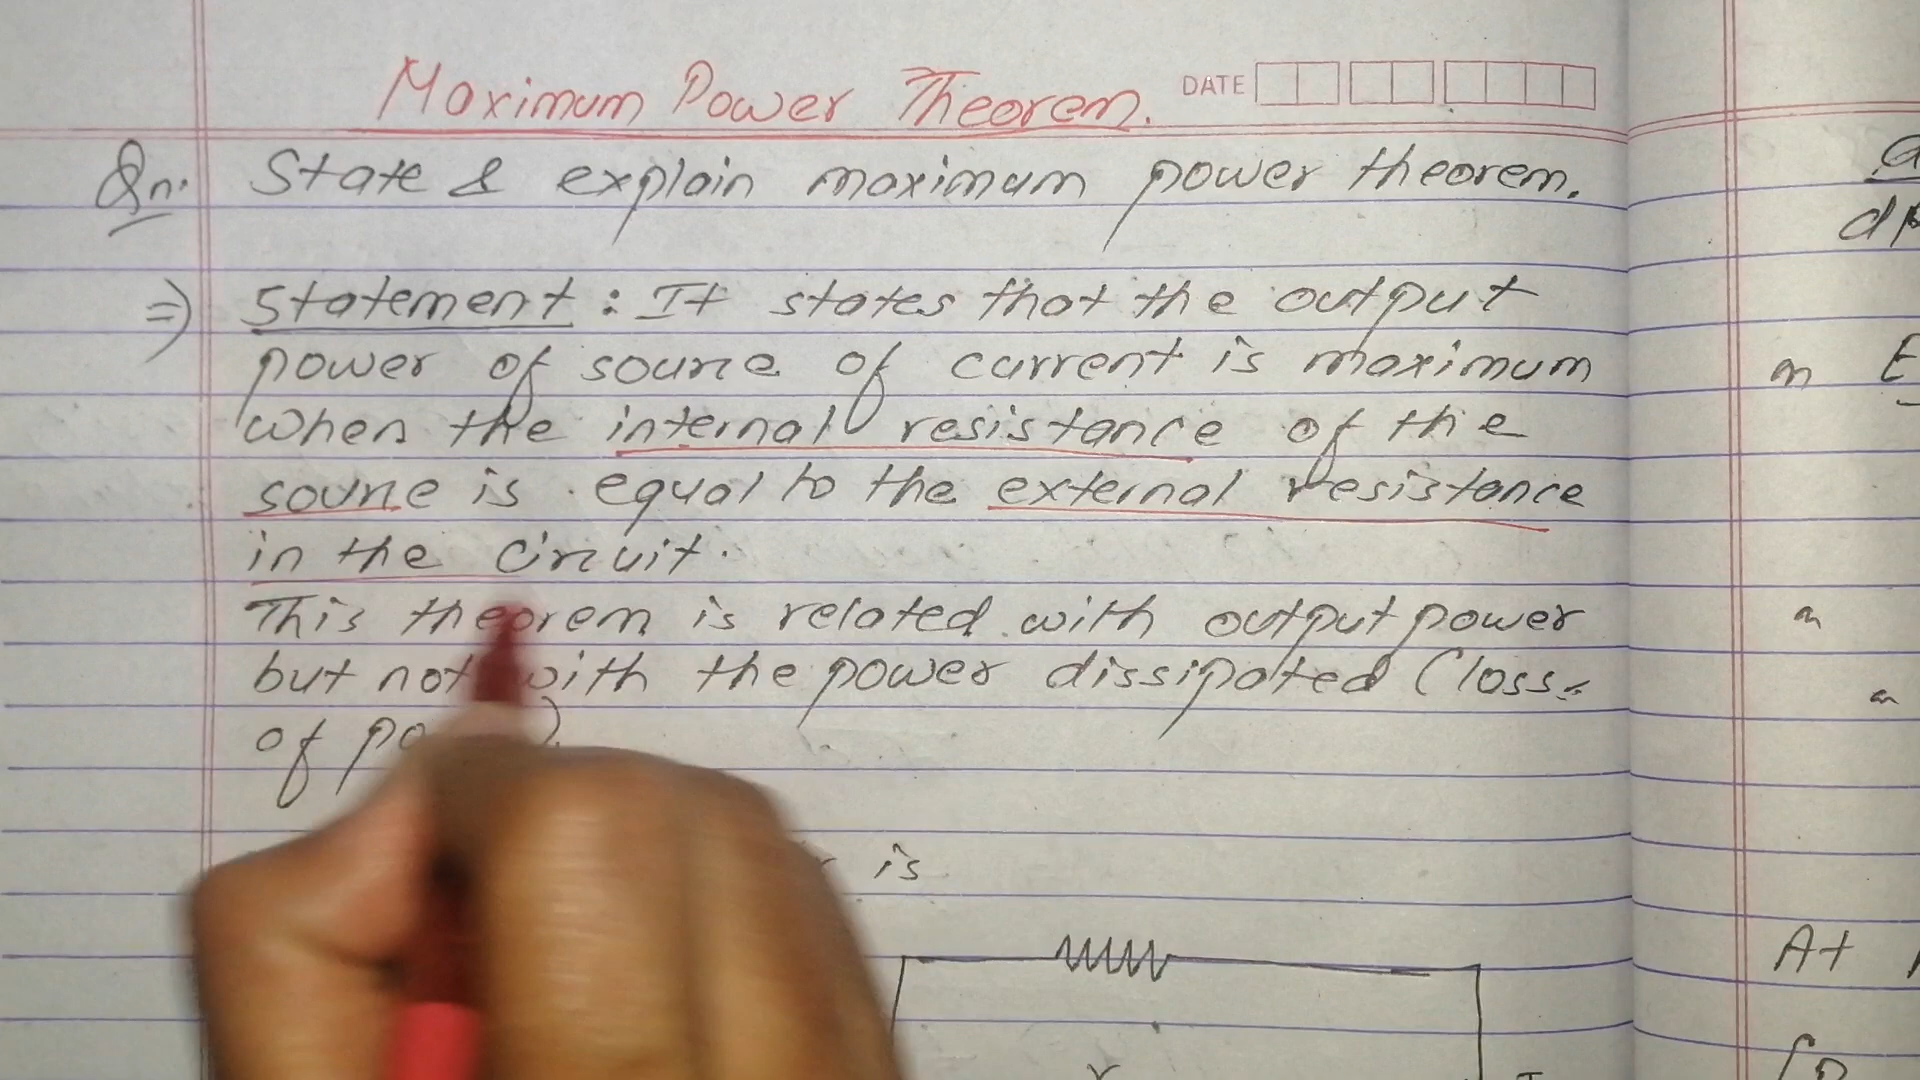 Maximum Power Theorem.
DATE
Qn. State & explain maximum power theorem.
⇒ Statement : It states that the output
power of source of current is maximum
when the internal resistance of the
source is equal to the external resistance
in the circuit.
This theorem is related with output power
but not with the power dissipated (loss
of
is
r
At